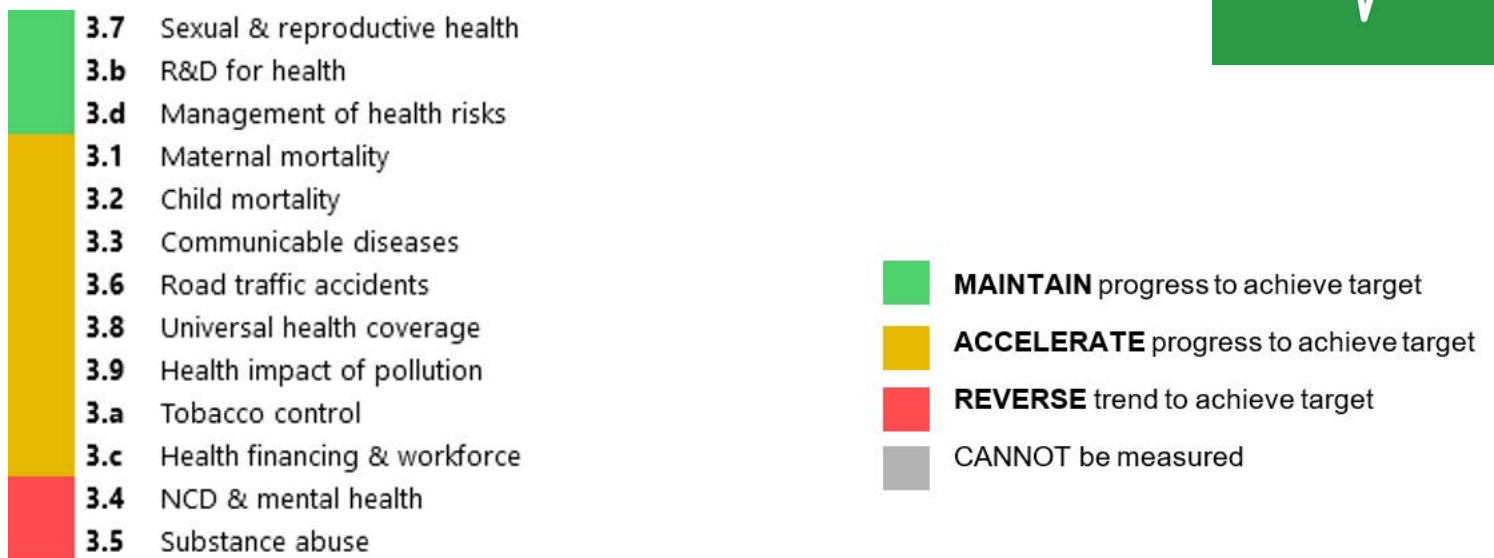 3.7 Sexual & reproductive health
3.b R&D for health
3.d Management of health risks
3.1 Maternal mortality
3.2 Child mortality
3.3 Communicable diseases
3.6 Road traffic accidents
3.8 Universal health coverage
3.9 Health impact of pollution
3.a Tobacco control
3.c Health financing & workforce
3.4 NCD & mental health
3.5 Substance abuse
MAINTAIN progress to achieve target
ACCELERATE progress to achieve target
REVERSE trend to achieve target
CANNOT be measured